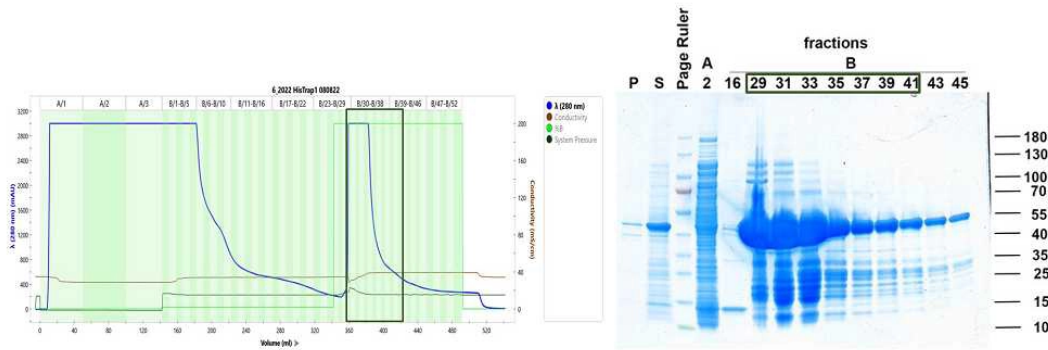 6_2022 HisTrap1 080822
A/1 A/2 A/3 B/1-B/5 B/6-B/10 B/11-B/16 B/17-B/22 B/23-B/29 B/30-B/38 B/39-B/46 B/47-B/52
λ (280 nm) (mAU)
3200
2800
2400
2000
1600
1200
800
400
0
0 40 80 120 160 200 240 280 320 360 400 440 480 520
Volume (ml) >
200
160
120
80
40
0
Conductivity (mS/cm)
λ (280 nm)
Conductivity
%B
System Pressure
fractions
B
P S Page Ruler A 2 16 29 31 33 35 37 39 41 43 45
180
130
100
70
55
40
35
25
15
10